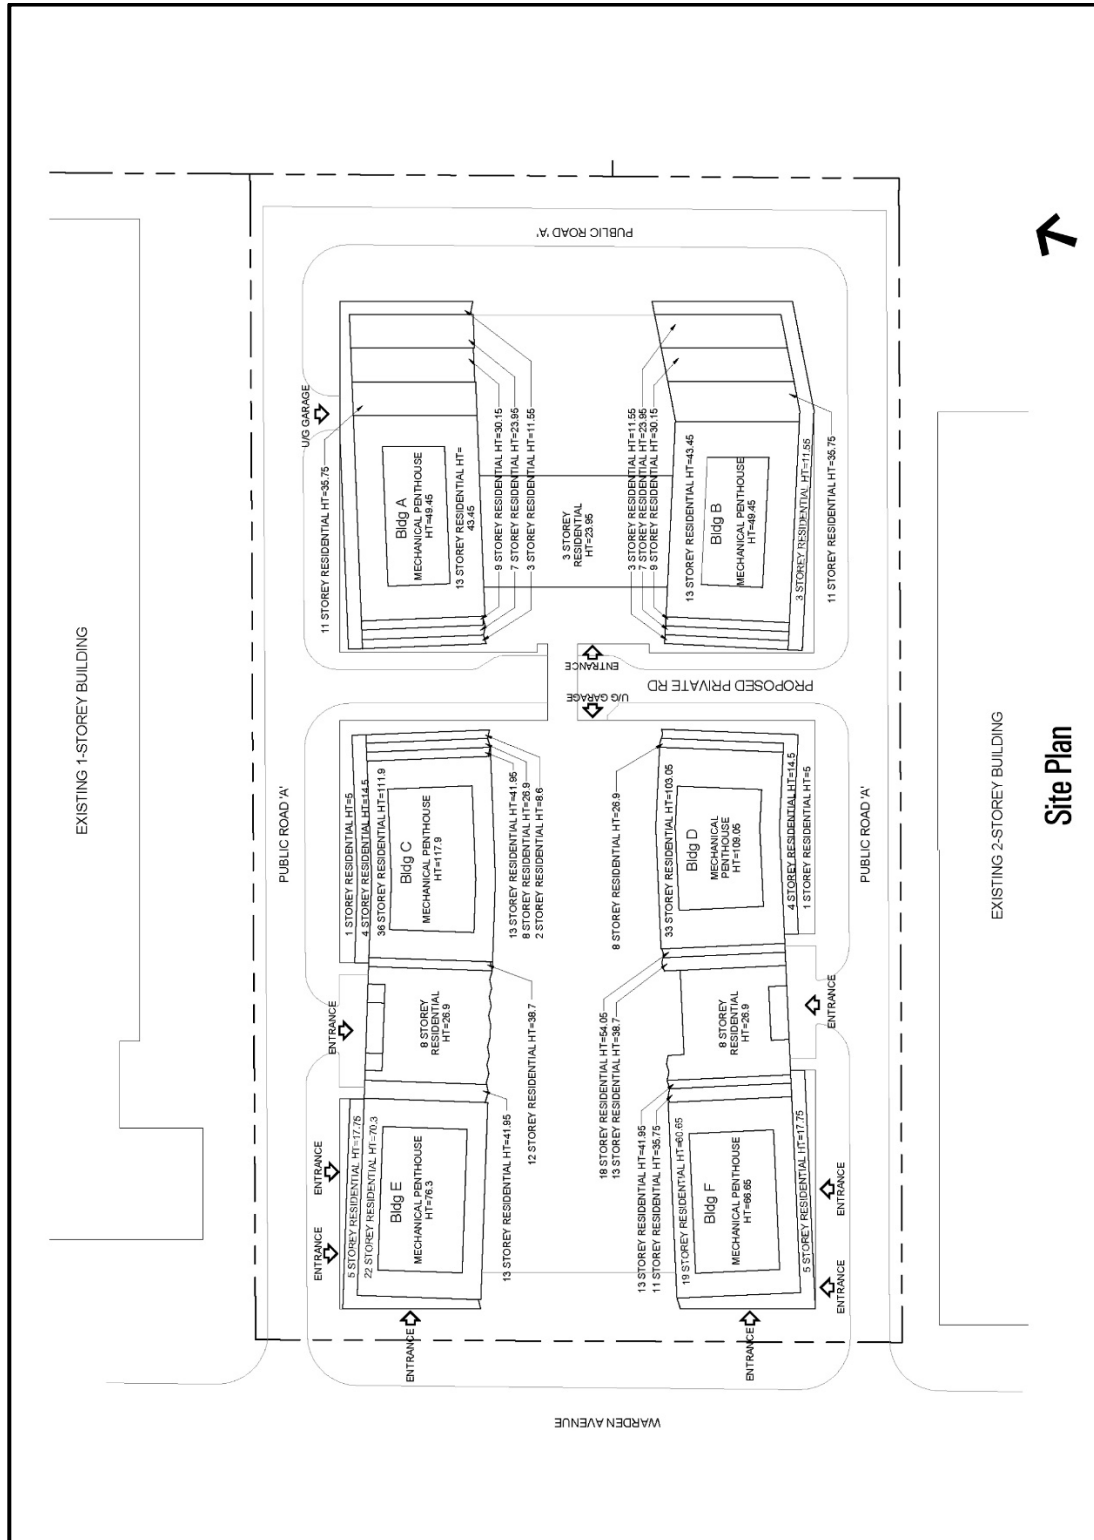 Site Plan
EXISTING 1-STOREY BUILDING
PUBLIC ROAD 'A'
PUBLIC ROAD 'A'
PUBLIC ROAD 'A'
EXISTING 2-STOREY BUILDING
WARDEN AVENUE
PROPOSED PRIVATE RD
U/G GARAGE
ENTRANCE
U/G GARAGE
11 STOREY RESIDENTIAL HT=35.75
Bldg A
MECHANICAL PENTHOUSE
HT=49.45
13 STOREY RESIDENTIAL HT=
43.45
9 STOREY RESIDENTIAL HT=30.15
7 STOREY RESIDENTIAL HT=23.95
3 STOREY RESIDENTIAL HT=11.55
3 STOREY
RESIDENTIAL
HT=23.95
3 STOREY RESIDENTIAL HT=11.55
7 STOREY RESIDENTIAL HT=23.95
9 STOREY RESIDENTIAL HT=30.15
13 STOREY RESIDENTIAL HT=43.45
Bldg B
MECHANICAL PENTHOUSE
HT=49.45
3 STOREY RESIDENTIAL HT=11.55
11 STOREY RESIDENTIAL HT=35.75
1 STOREY RESIDENTIAL HT=5
4 STOREY RESIDENTIAL HT=14.5
36 STOREY RESIDENTIAL HT=111.9
Bldg C
MECHANICAL PENTHOUSE
HT=117.9
13 STOREY RESIDENTIAL HT=41.95
8 STOREY RESIDENTIAL HT=26.9
2 STOREY RESIDENTIAL HT=8.6
12 STOREY RESIDENTIAL HT=38.7
8 STOREY RESIDENTIAL HT=26.9
33 STOREY RESIDENTIAL HT=103.05
Bldg D
MECHANICAL
PENTHOUSE
HT=109.05
4 STOREY RESIDENTIAL HT=14.5
1 STOREY RESIDENTIAL HT=5
ENTRANCE
8 STOREY
RESIDENTIAL
HT=26.9
18 STOREY RESIDENTIAL HT=54.05
13 STOREY RESIDENTIAL HT=38.7
8 STOREY
RESIDENTIAL
HT=26.9
ENTRANCE
ENTRANCE
ENTRANCE
5 STOREY RESIDENTIAL HT=17.75
22 STOREY RESIDENTIAL HT=70.3
Bldg E
MECHANICAL PENTHOUSE
HT=76.3
13 STOREY RESIDENTIAL HT=41.95
ENTRANCE
13 STOREY RESIDENTIAL HT=41.95
11 STOREY RESIDENTIAL HT=35.75
19 STOREY RESIDENTIAL HT=60.65
Bldg F
MECHANICAL PENTHOUSE
HT=66.65
5 STOREY RESIDENTIAL HT=17.75
ENTRANCE
ENTRANCE
ENTRANCE